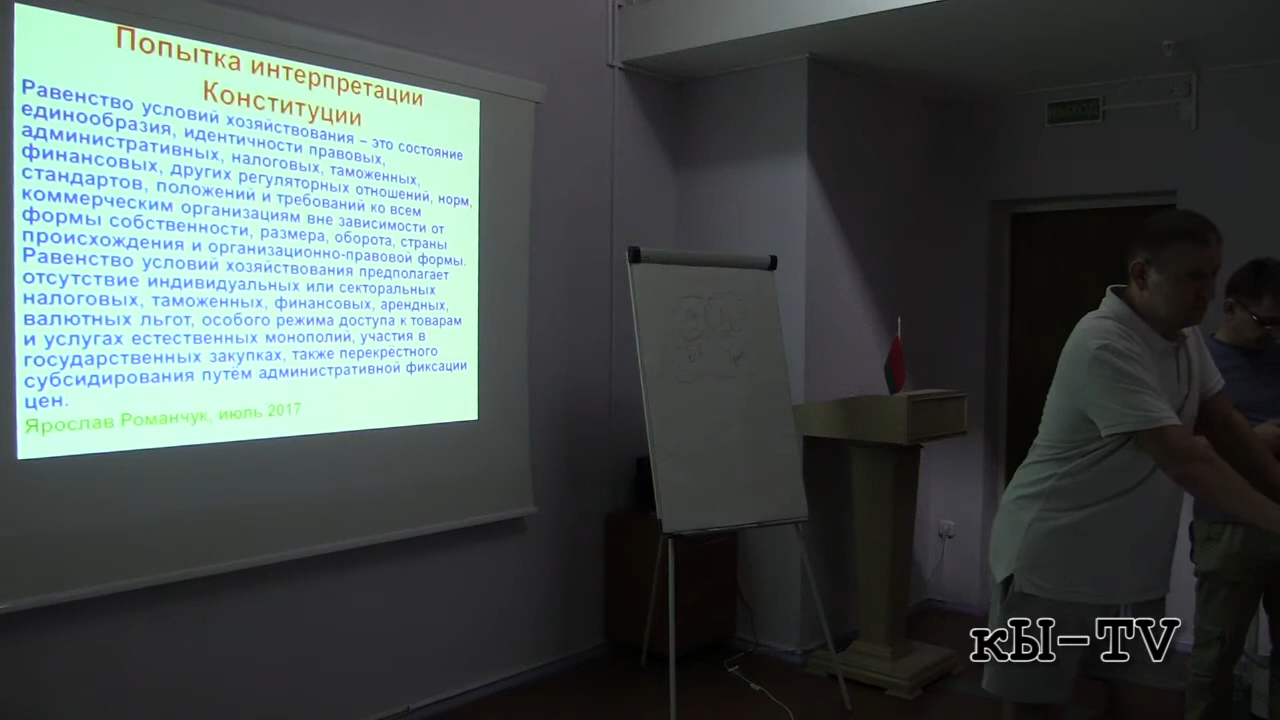 Попытка интерпретации
Конституции
Равенство условий хозяйствования – это состояние
единообразия, идентичности правовых,
административных, налоговых, таможенных,
финансовых, других регуляторных отношений, норм,
стандартов, положений и требований ко всем
коммерческим организациям вне зависимости от
формы собственности, размера, оборота, страны
происхождения и организационно-правовой формы.
Равенство условий хозяйствования предполагает
отсутствие индивидуальных или секторальных
налоговых, таможенных, финансовых, арендных,
валютных льгот, особого режима доступа к товарам
и услугах естественных монополий, участия в
государственных закупках, также перекрёстного
субсидирования путём административной фиксации
цен.
Ярослав Романчук, июль 2017
кЫ-TV